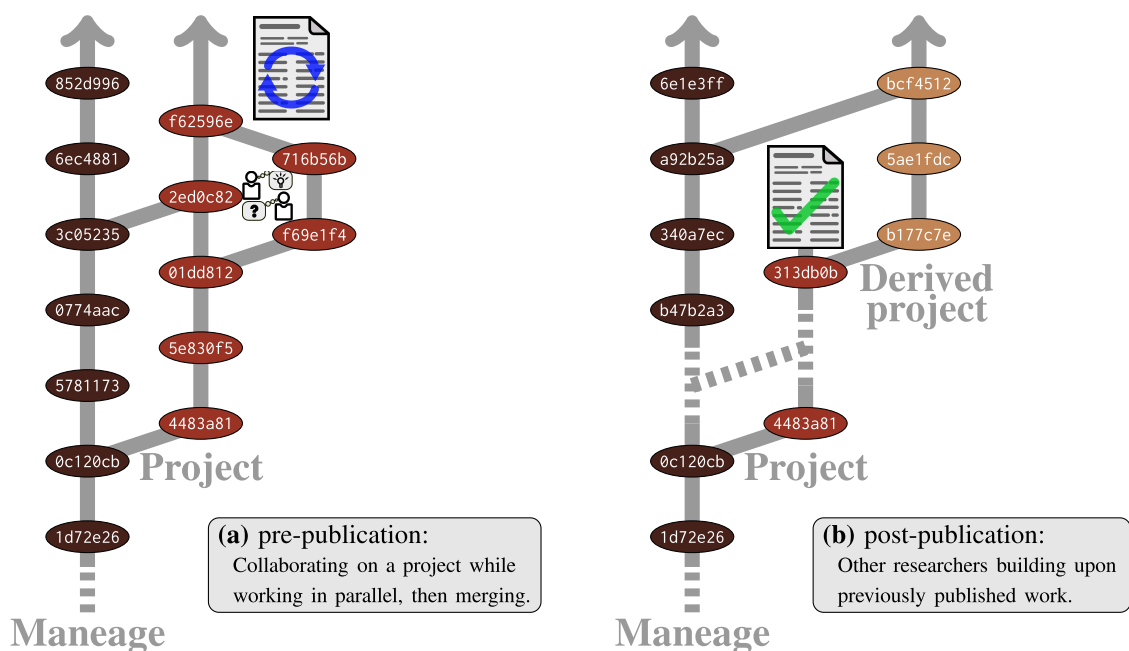 852d996
f62596e
6ec4881
716b56b
2ed0c82
?
3c05235
f69e1f4
01dd812
0774aac
5e830f5
5781173
4483a81
0c120cb
Project
1d72e26
(a) pre-publication:
Collaborating on a project while
working in parallel, then merging.
Maneage
6e1e3ff
bcf4512
a92b25a
5ae1fdc
340a7ec
b177c7e
313db0b
Derived
project
b47b2a3
4483a81
0c120cb
Project
1d72e26
(b) post-publication:
Other researchers building upon
previously published work.
Maneage